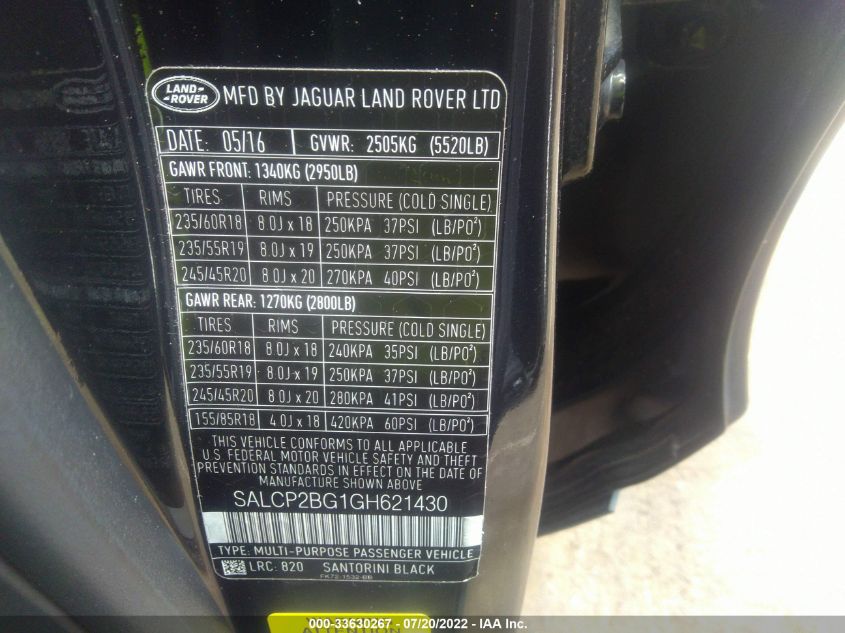 LAND ROVER MFD BY JAGUAR LAND ROVER LTD
DATE: 05/16 GVWR: 2505KG (5520LB)
GAWR FRONT: 1340KG (2950LB)
TIRES RIMS PRESSURE (COLD SINGLE)
235/60R18 8.0J x 18 250KPA 37PSI (LB/PO²)
235/55R19 8.0J x 19 250KPA 37PSI (LB/PO²)
245/45R20 8.0J x 20 270KPA 40PSI (LB/PO²)
GAWR REAR: 1270KG (2800LB)
TIRES RIMS PRESSURE (COLD SINGLE)
235/60R18 8.0J x 18 240KPA 35PSI (LB/PO²)
235/55R19 8.0J x 19 250KPA 37PSI (LB/PO²)
245/45R20 8.0J x 20 280KPA 41PSI (LB/PO²)
155/85R18 4.0J x 18 420KPA 60PSI (LB/PO²)
THIS VEHICLE CONFORMS TO ALL APPLICABLE
U.S. FEDERAL MOTOR VEHICLE SAFETY AND THEFT
PREVENTION STANDARDS IN EFFECT ON THE DATE OF
MANUFACTURE SHOWN ABOVE
SALCP2BG1GH621430
TYPE: MULTI-PURPOSE PASSENGER VEHICLE
LRC: 820 SANTORINI BLACK
FK72-1532-BB
ATTENTION
000-33630267 - 07/20/2022 - IAA Inc.